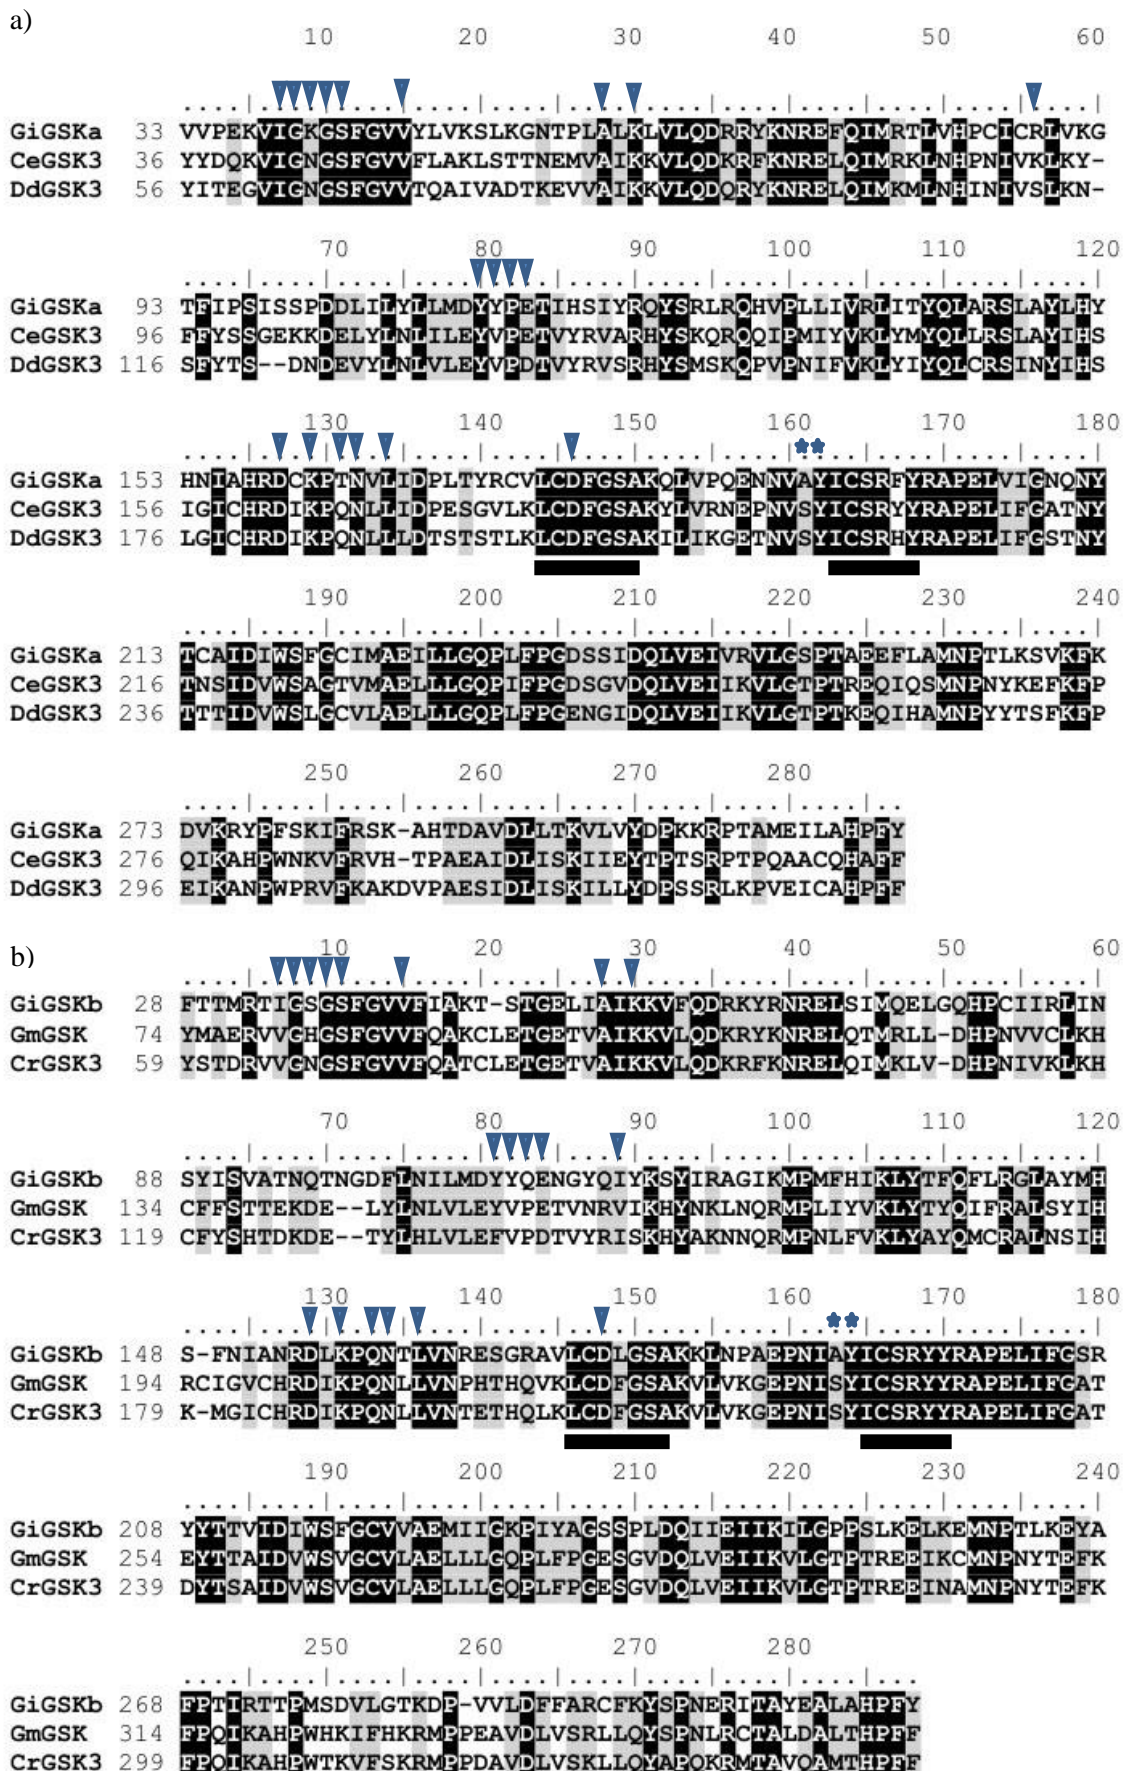 a)
10 20 30 40 50 60
GiGSKa 33 VVPEKVIGKGSFGVVYLVKSLKGNTPLALKLVLQDRRYKNREFQIMRTLVHPCICRLVKG
CeGSK3 36 YYDQKVIGNGSFGVVFLAKLSTTNEMVAIKKVLQDKRFKNRELQIMRKLNHPNIVKLKY-
DdGSK3 56 YITEGVIGNGSFGVVTQAIVADTKEVVAIKKVLQDQRYKNRELQIMKMLNHINIVSLKN-
70 80 90 100 110 120
GiGSKa 93 TFIPSISSPDDLILYLLMDYYPETIHSIYRQYSRLRQHVPLIIVRLITYQLARSLAYLHY
CeGSK3 96 FFYSSGEKKDELYLNLILEYVPETVYRVARHYSKQRQQIPMIYVKLYMYQLLRSLAYIHS
DdGSK3 116 SFYTS--DNDEVYLNLVLEYVPDTVYRVSRHYSMSKQPVPNIFVKLYIYQLCRSINYIHS
130 140 150 160 170 180
GiGSKa 153 HNIAHRDCKPTNVLIDPLTYRCVLCDFGSAKQLVPQENNVAYICSRFYRAPELVIGNQNY
CeGSK3 156 IGICHRDIKPQNLLIDPESGVLKLCDFGSAKYLVRNEPNVSYICSRYYRAPELIFGATNY
DdGSK3 176 LGICHRDIKPQNLLLDTSTSTLKLCDFGSAKILIKGETNVSYICSRHYRAPELIFGSTNY
190 200 210 220 230 240
GiGSKa 213 TCAIDIWSFGCIMAEILLGQPLFPGDSSIDQLVEIVRVLGSPTAEEFLAMNPTLKSVKFK
CeGSK3 216 TNSIDVWSAGTVMAELLLGQPIFPGDSGVDQLVEIIKVLGTPTREQIQSMNPNYKEFKFP
DdGSK3 236 TTTIDVWSLGCVLAELLLGQPLFPGENGIDQLVEIIKVLGTPTKEQIHAMNPYYTSFKFP
250 260 270 280
GiGSKa 273 DVKRYPFSKIFRSK-AHTDAVDLLTKVLVYDPKKRPTAMEILAHPFY
CeGSK3 276 QIKAHPWNKVFRVH-TPAEAIDLISKIIEYTPTSRPTPQAACQHAFF
DdGSK3 296 EIKANPWPRVFKAKDVPAESIDLISKILLYDPSSRLKPVEICAHPFF
b)
10 20 30 40 50 60
GiGSKb 28 FTTMRTIGSGSFGVVFIAKT-STGELIAIKKVFQDRKYRNRELSIMQELGQHPCIIRLIN
GmGSK 74 YMAERVVGHGSFGVVFQAKCLETGETVAIKKVLQDKRYKNRELQTMRLL-DHPNVVCLKH
CrGSK3 59 YSTDRVVGNGSFGVVFQATCLETGETVAIKKVLQDKRFKNRELQIMKLV-DHPNIVKLKH
70 80 90 100 110 120
GiGSKb 88 SYISVATNQTNGDFLNILMDYYQENGYQIYKSYIRAGIKMPMFHIKLYTFQFLRGLAYMH
GmGSK 134 CFFSTTEKDE--LYLNLVLEYVPETVNRVIKHYNKLNQRMPLIYVKLYTYQIFRALSYIH
CrGSK3 119 CFYSHTDKDE--TYLHLVLEFVPDTVYRISKHYAKNNQRMPNLFVKLYAYQMCRALNSIH
130 140 150 160 170 180
GiGSKb 148 S-FNIANRDLKPQNTLVNRESGRAVLCDLGSAKKLNPAEPNIAYICSRYYRAPELIFGSR
GmGSK 194 RCIGVCHRDIKPQNLLVNPHTHQVKLCDFGSAKVLVKGEPNISYICSRYYRAPELIFGAT
CrGSK3 179 K-MGICHRDIKPQNLLVNTETHQLKLCDFGSAKVLVKGEPNISYICSRYYRAPELIFGAT
190 200 210 220 230 240
GiGSKb 208 YYTTVIDIWSFGCVVAEMIIGKPIYAGSSPLDQIIEIIKILGPPSLKELKEMNPTLKEYA
GmGSK 254 EYTTAIDVWSVGCVLAELLLGQPLFPGESGVDQLVEIIKVLGTPTREEIKCMNPNYTEFK
CrGSK3 239 DYTSAIDVWSVGCVLAELLLGQPLFPGESGVDQLVEIIKVLGTPTREEINAMNPNYTEFK
250 260 270 280
GiGSKb 268 FPTIRTTPMSDVLGTKDP-VVLDFFARCFKYSPNERITAYEALAHPFY
GmGSK 314 FPQIKAHPWHKIFHKRMPPEAVDLVSRLLQYSPNLRCTALDALTHPFF
CrGSK3 299 FPQIKAHPWTKVFSKRMPPDAVDLVSKLLQYAPQKRMTAVQAMTHPFF